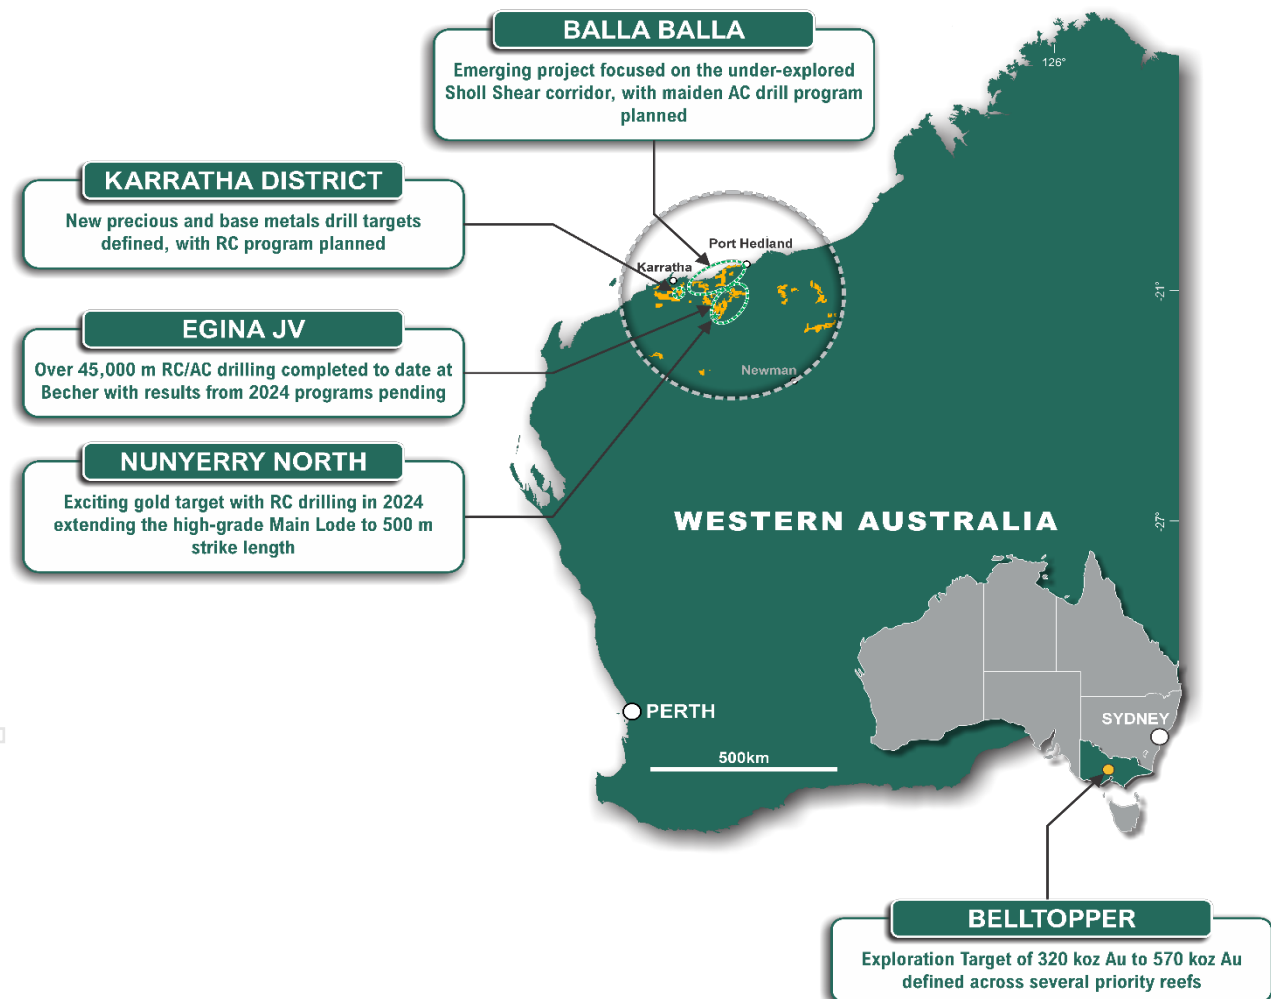 BALLA BALLA
Emerging project focused on the under-explored
Sholl Shear corridor, with maiden AC drill program
planned
126°
KARRATHA DISTRICT
New precious and base metals drill targets
defined, with RC program planned
Port Hedland
Karratha
-21°
EGINA JV
Over 45,000 m RC/AC drilling completed to date at
Becher with results from 2024 programs pending
Newman
NUNYERRY NORTH
Exciting gold target with RC drilling in 2024
extending the high-grade Main Lode to 500 m
strike length
WESTERN AUSTRALIA
-27°
PERTH
SYDNEY
500km
BELLTOPPER
Exploration Target of 320 koz Au to 570 koz Au
defined across several priority reefs